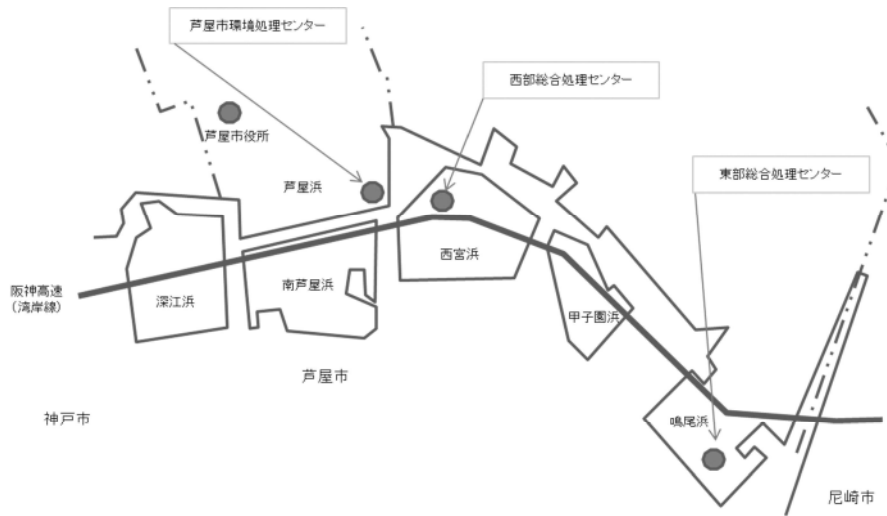 芦屋市環境処理センター
西部総合処理センター
芦屋市役所
東部総合処理センター
芦屋浜
西宮浜
阪神高速
(湾岸線)
深江浜
南芦屋浜
甲子園浜
芦屋市
神戸市
鳴尾浜
尼崎市